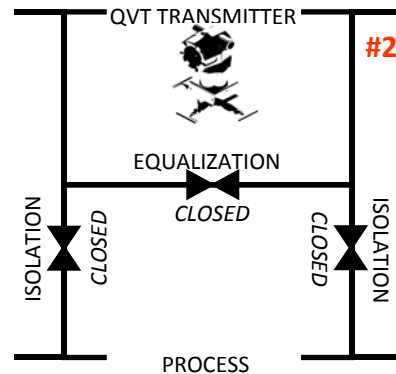 QVT TRANSMITTER
#2
EQUALIZATION
CLOSED
ISOLATION
CLOSED
CLOSED
ISOLATION
PROCESS